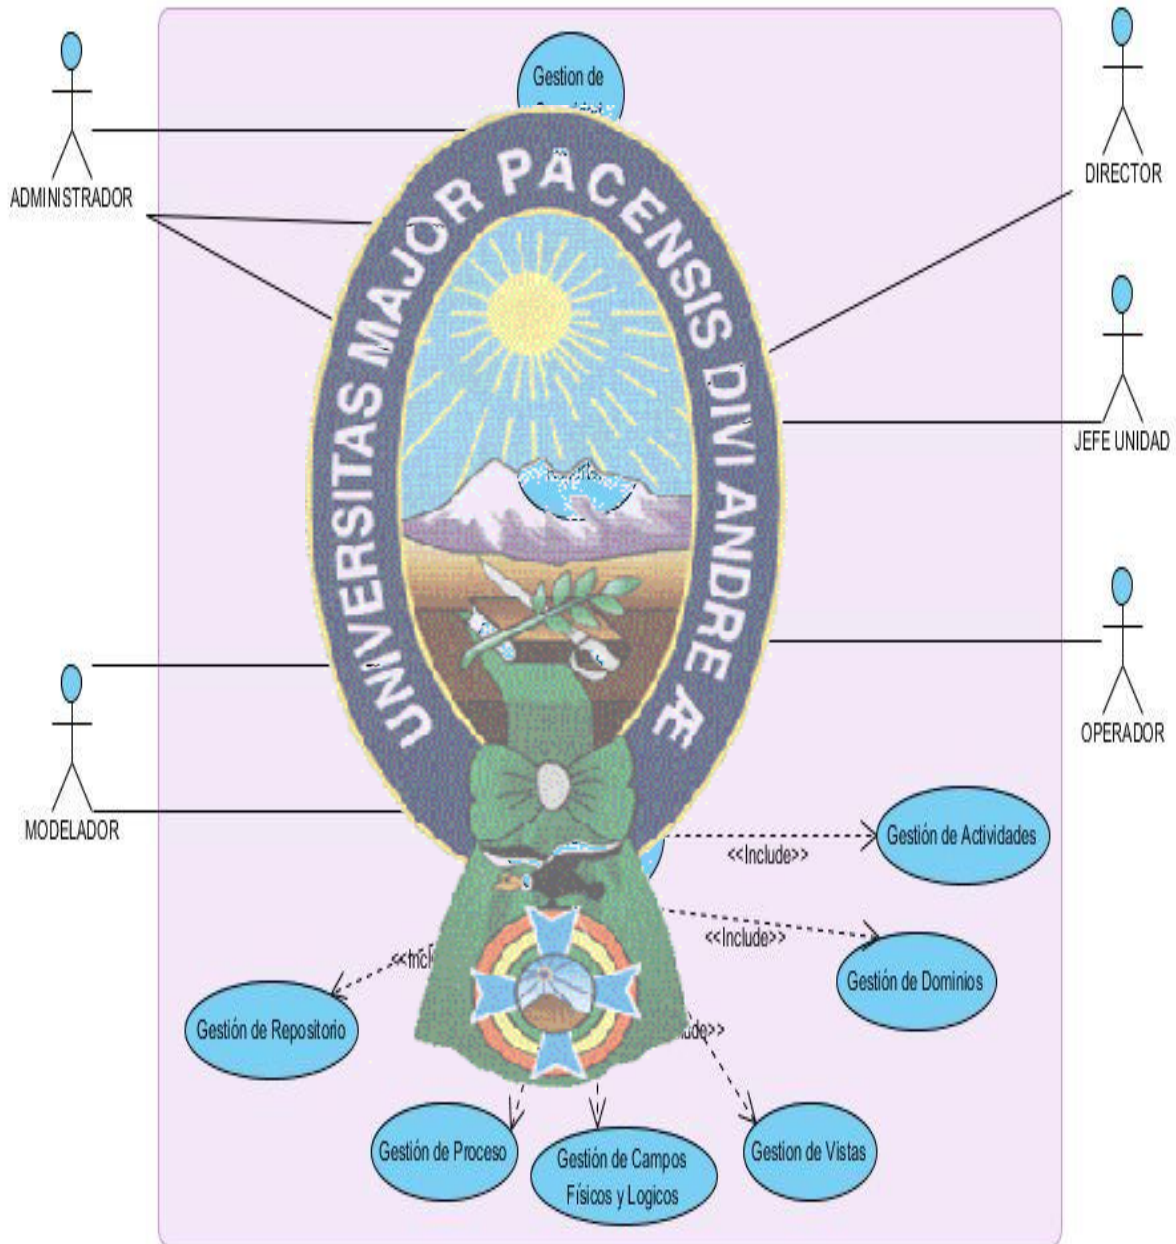 Gestion de
ADMINISTRADOR
DIRECTOR
UNIVERSITAS MAJOR PACENSIS DIVI ANDRE Æ
JEFE UNIDAD
OPERADOR
MODELADOR
Gestión de Actividades
<<Include>>
<<Include>>
Gestión de Dominios
Gestión de Repositorio
Gestión de Proceso
Gestión de Campos
Físicos y Logicos
Gestion de Vistas